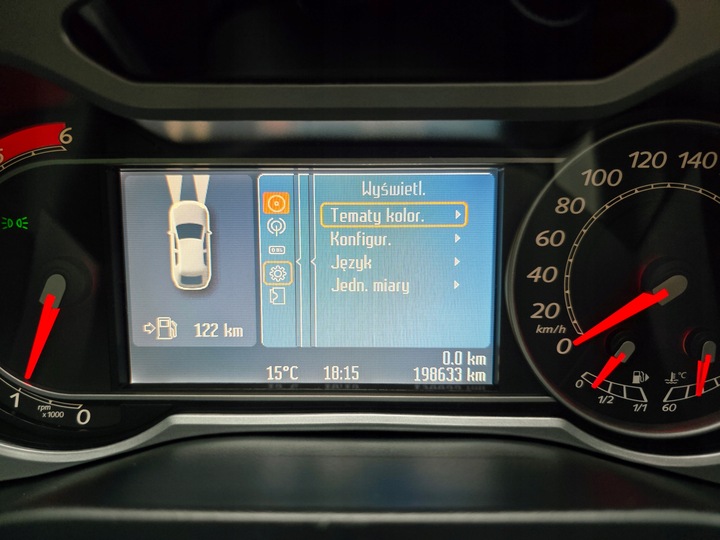 6
5
1
rpm
x1000
0
Wyświetl.
Tematy kolor.
Konfigur.
Język
Jedn. miary
122 km
0.0 km
15°C 18:15 198633 km
140
120
100
80
60
40
20
km/h
0
0
1/2
1/1
°C
60